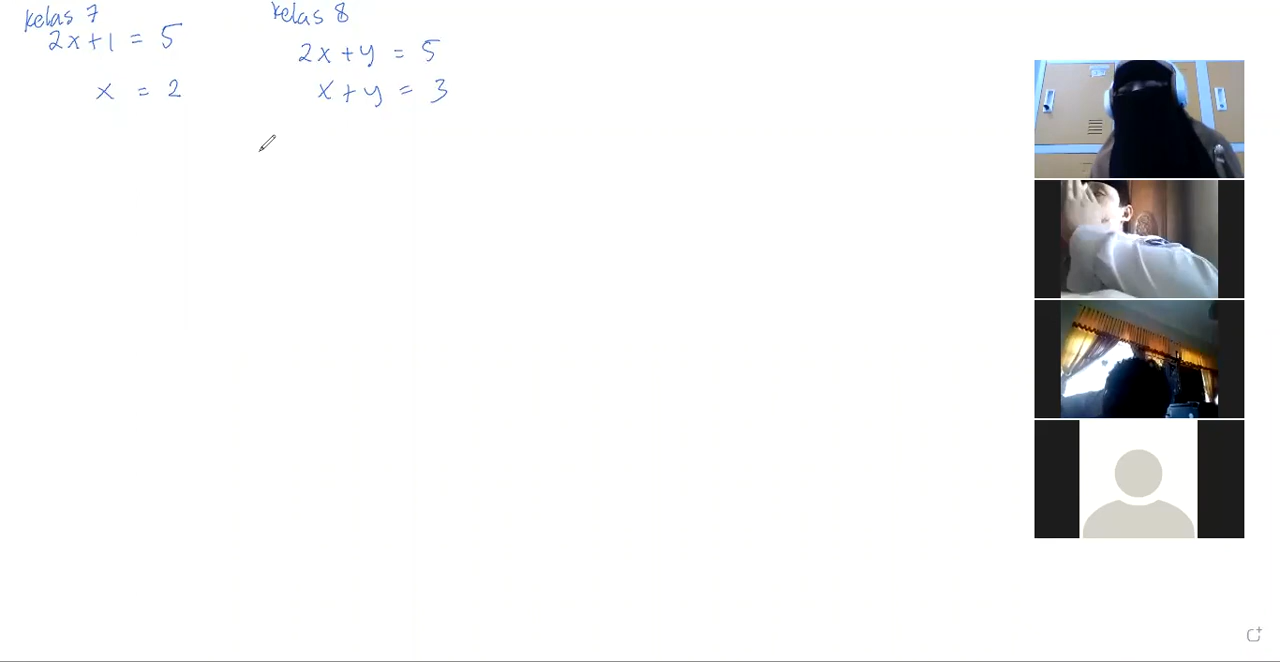 kelas 7
2x+1 = 5
x = 2
kelas 8
2x+y = 5
x+y = 3